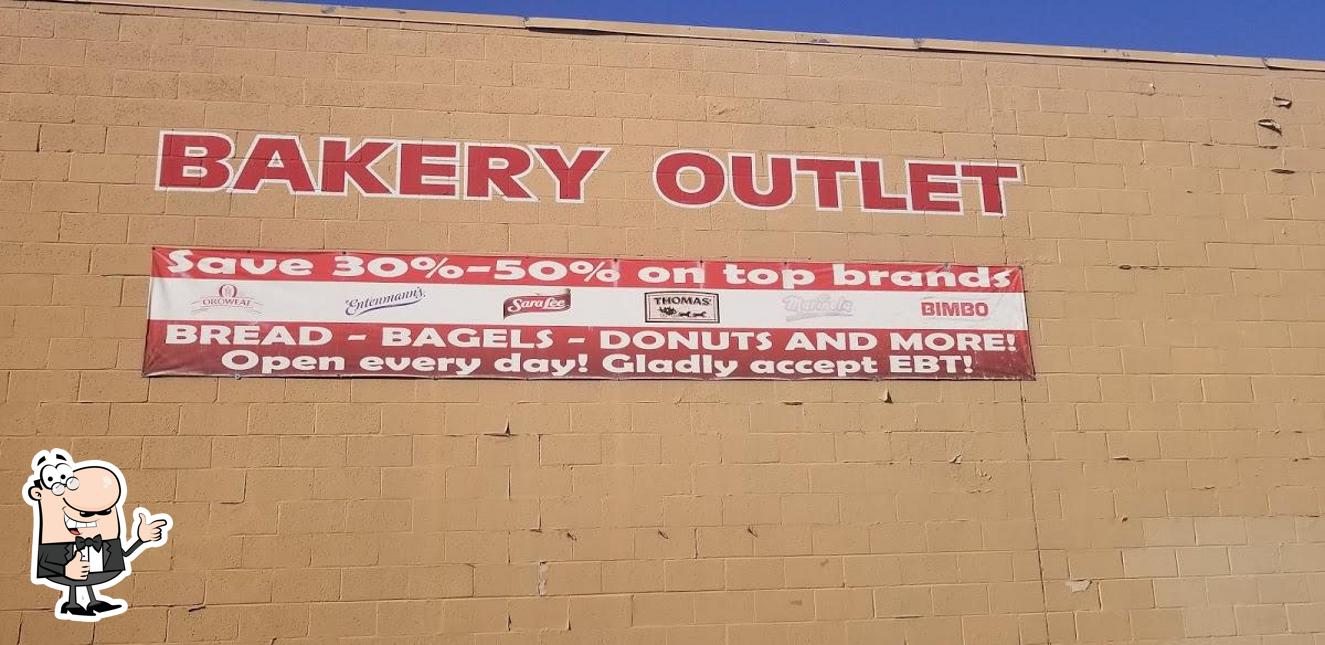 BAKERY OUTLET
Save 30%-50% on top brands
OROWEAT Entenmann's Sara Lee THOMAS' Marinela BIMBO
BREAD - BAGELS - DONUTS AND MORE!
Open every day! Gladly accept EBT!